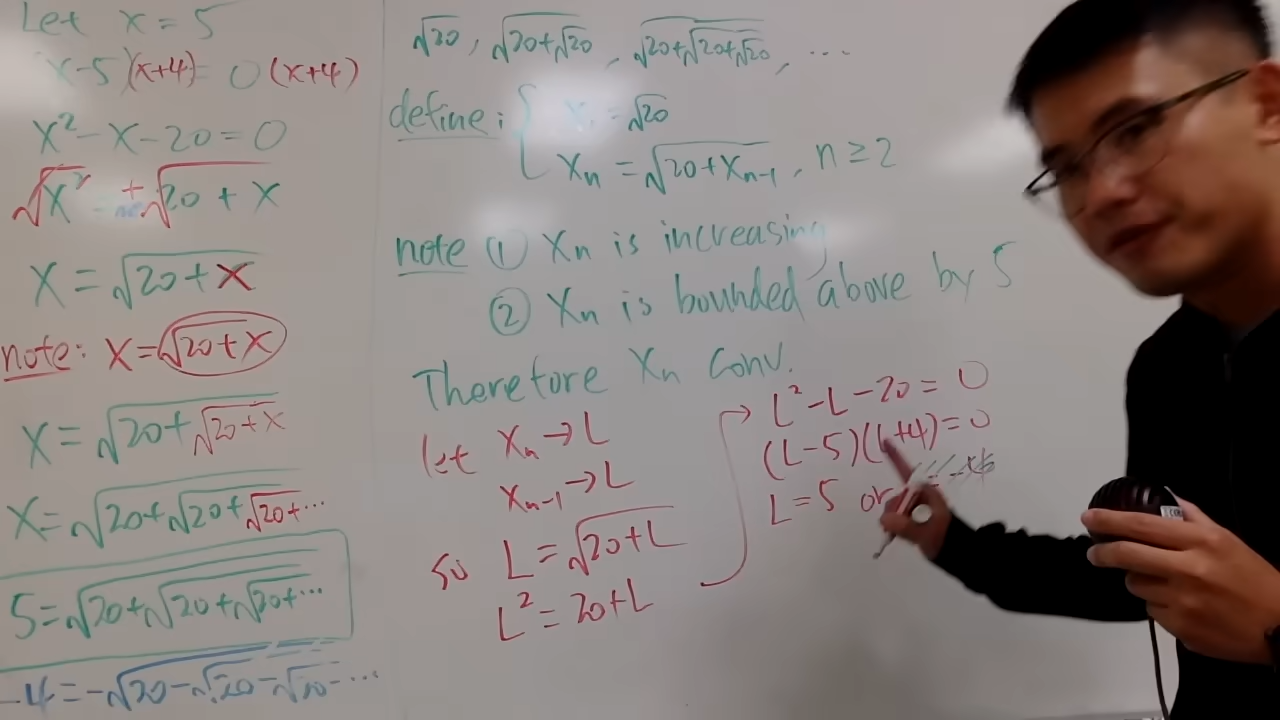 Let x = 5
(x-5)(x+4) = 0(x+4)
x² - x - 20 = 0
√x² = ±√20 + x
x = √20 + x
note: x = √20 + x
x = √20 + √20 + x
x = √20 + √20 + √20 + ...
5 = √20 + √20 + √20 + ...
-4 = -√20 - √20 - √20 - ...
√20, √20+√20, √20+√20+√20, ...
define: { x₁ = √20
xₙ = √20 + xₙ₋₁, n ≥ 2
note ① xₙ is increasing
② xₙ is bounded above by 5
Therefore xₙ conv.
let xₙ → L
xₙ₋₁ → L
so L = √20+L
L² = 20+L
→ L² - L - 20 = 0
(L-5)(L+4) = 0
L = 5 or